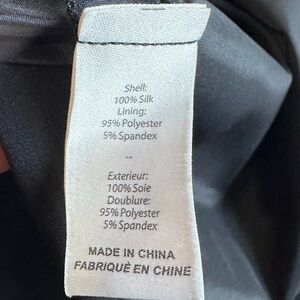 Shell:
100% Silk
Lining:
95% Polyester
5% Spandex
--
Exterieur:
100% Soie
Doublure:
95% Polyester
5% Spandex
MADE IN CHINA
FABRIQUÉ EN CHINE